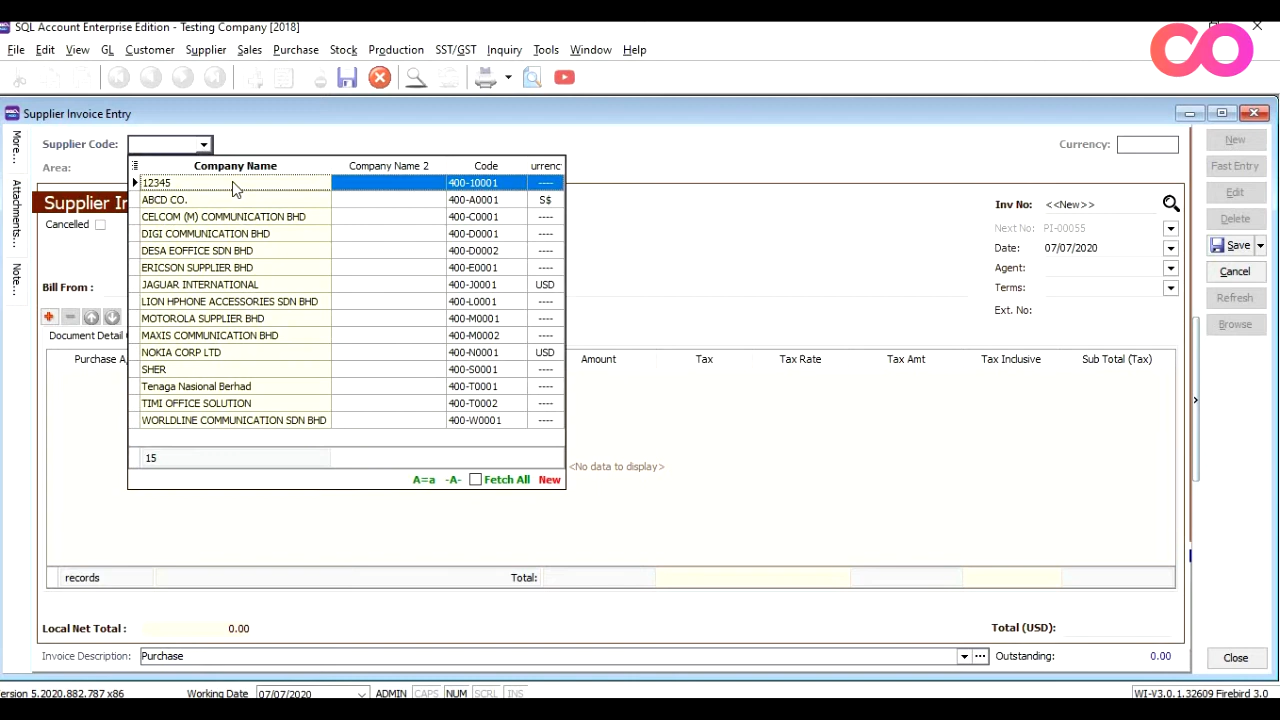 SQL Account Enterprise Edition - Testing Company [2018]
File Edit View GL Customer Supplier Sales Purchase Stock Production SST/GST Inquiry Tools Window Help
Supplier Invoice Entry
More...
Attachments...
Note...
Supplier Code:
Currency:
Area:
Company Name Company Name 2 Code urrenc
12345 400-10001 ----
ABCD CO. 400-A0001 S$
CELCOM (M) COMMUNICATION BHD 400-C0001 ----
DIGI COMMUNICATION BHD 400-D0001 ----
DESA EOFFICE SDN BHD 400-D0002 ----
ERICSON SUPPLIER BHD 400-E0001 ----
JAGUAR INTERNATIONAL 400-J0001 USD
LION HPHONE ACCESSORIES SDN BHD 400-L0001 ----
MOTOROLA SUPPLIER BHD 400-M0001 ----
MAXIS COMMUNICATION BHD 400-M0002 ----
NOKIA CORP LTD 400-N0001 USD
SHER 400-S0001 ----
Tenaga Nasional Berhad 400-T0001 ----
TIMI OFFICE SOLUTION 400-T0002 ----
WORLDLINE COMMUNICATION SDN BHD 400-W0001 ----
15
A=a -A- Fetch All New
Supplier In
Cancelled
Bill From :
Document Detail
Inv No: <<New>>
Next No: PI-00055
Date: 07/07/2020
Agent:
Terms:
Ext. No:
Purchase A Amount Tax Tax Rate Tax Amt Tax Inclusive Sub Total (Tax)
<No data to display>
records Total:
Local Net Total : 0.00 Total (USD):
Invoice Description: Purchase Outstanding: 0.00
New
Fast Entry
Edit
Delete
Save
Cancel
Refresh
Browse
Close
ersion 5.2020.882.787 x86 Working Date 07/07/2020 ADMIN CAPS NUM SCRL INS WI-V3.0.1.32609 Firebird 3.0